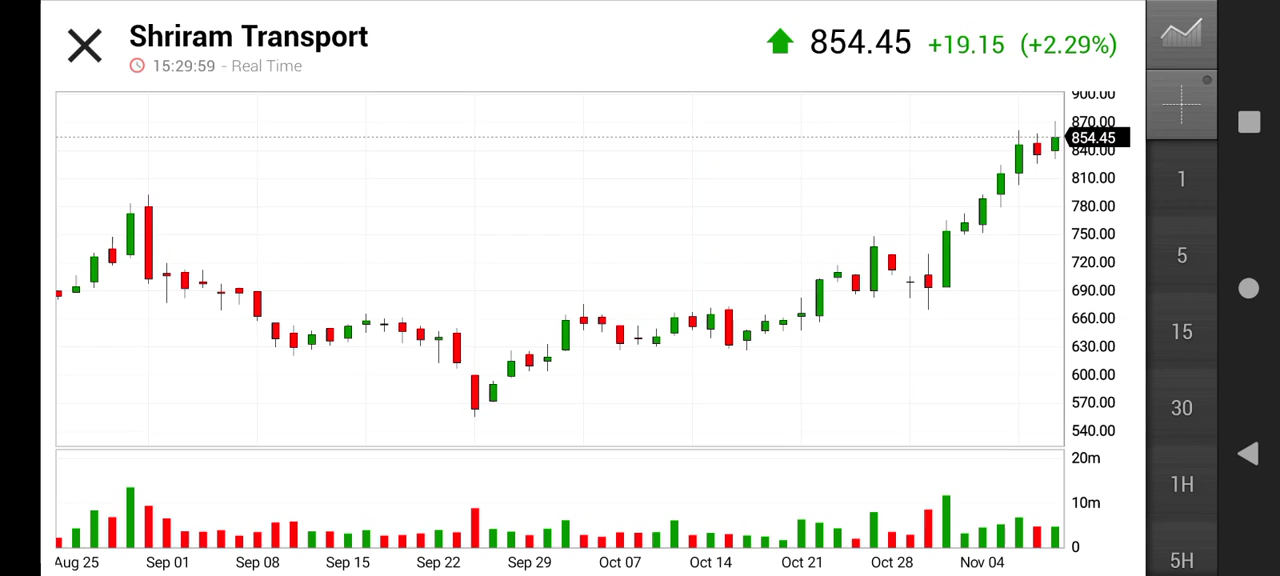 Shriram Transport
15:29:59 - Real Time
854.45 +19.15 (+2.29%)
900.00
870.00
854.45
840.00
810.00
780.00
750.00
720.00
690.00
660.00
630.00
600.00
570.00
540.00
20m
10m
0
Aug 25 Sep 01 Sep 08 Sep 15 Sep 22 Sep 29 Oct 07 Oct 14 Oct 21 Oct 28 Nov 04
1
5
15
30
1H
5H